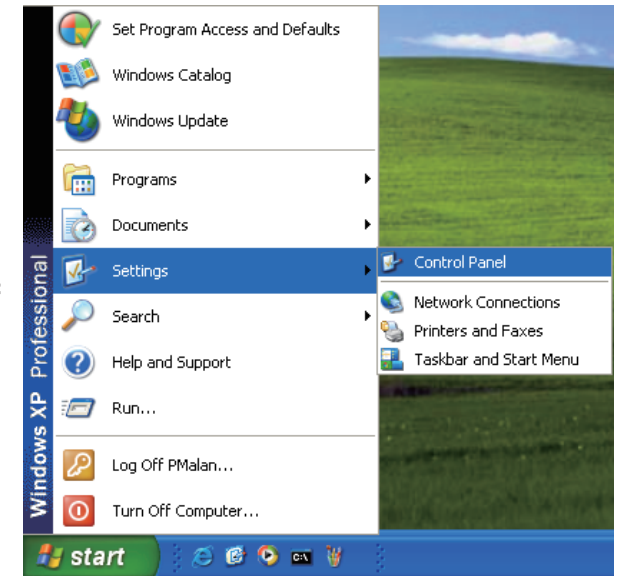 Set Program Access and Defaults
Windows Catalog
Windows Update
Programs
Documents
Settings
Control Panel
Network Connections
Printers and Faxes
Taskbar and Start Menu
Search
Help and Support
Run...
Log Off PMalan...
Turn Off Computer...
Windows XP Professional
start
C:\